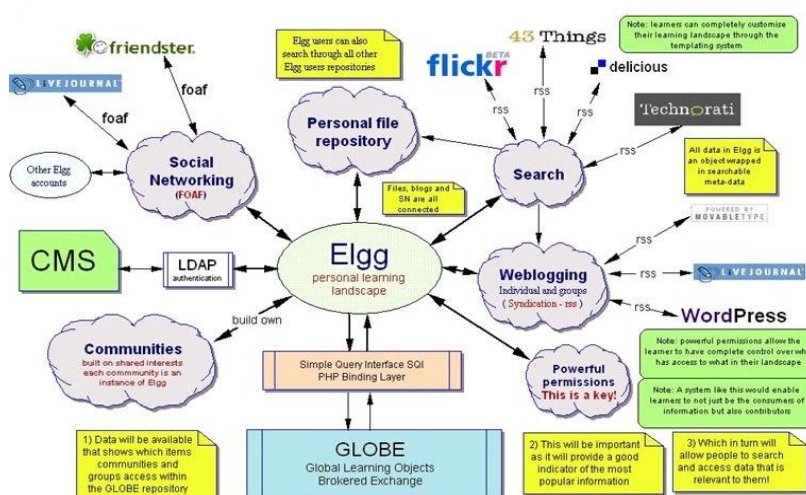 friendster.
LIVEJOURNAL
foaf
foaf
Other Elgg
accounts
Social
Networking
(FOAF)
Elgg users can also
search through all other
Elgg users repositories
Personal file
repository
Files, blogs and
SN are all
connected
43 Things
BETA
flickr
delicious
rss
rss
rss
Technorati
rss
Search
Note: learners can completely customise
their learning landscape through the
templating system
All data in Elgg is
an object wrapped
in searchable
meta-data
CMS
LDAP
authentication
Elgg
personal learning
landscape
Weblogging
Individual and groups
( Syndication - rss )
rss
POWERED BY
MOVABLETYPE
rss
LIVEJOURNAL
rss
WordPress
build own
Communities
built on shared interests
each commmunity is an
instance of Elgg
Simple Query Interface SQI
PHP Binding Layer
Powerful
permissions
This is a key!
Note: powerful permissions allow the
learner to have complete control over wh
has access to what in their landscape
Note: A system like this would enable
learners to not just be the consumers of
information but also contributors
1) Data will be available
that shows which items
communities and
groups access within
the GLOBE repository
GLOBE
Global Learning Objects
Brokered Exchange
2) This will be important
as it will provide a good
indicator of the most
popular information
3) Which in turn will
allow people to search
and access data that is
relevant to them!